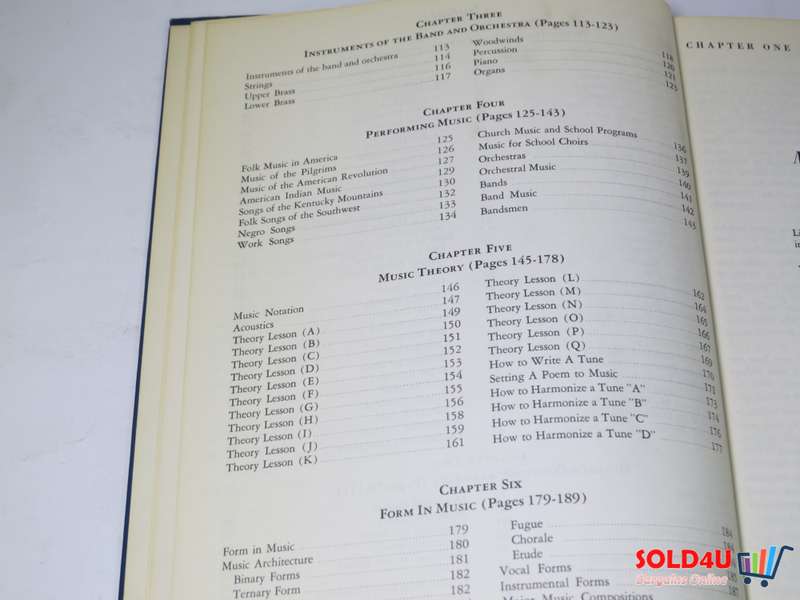 CHAPTER THREE
INSTRUMENTS OF THE BAND AND ORCHESTRA (Pages 113-123)
Instruments of the band and orchestra 113
Strings 114
Upper Brass 116
Lower Brass 117
Woodwinds 118
Percussion 120
Piano 121
Organs 123
CHAPTER FOUR
PERFORMING MUSIC (Pages 125-143)
Folk Music in America 125
Music of the Pilgrims 126
Music of the American Revolution 127
American Indian Music 129
Songs of the Kentucky Mountains 130
Folk Songs of the Southwest 132
Negro Songs 133
Work Songs 134
Church Music and School Programs 136
Music for School Choirs 137
Orchestras 139
Orchestral Music 140
Bands 141
Band Music 142
Bandsmen 143
CHAPTER FIVE
MUSIC THEORY (Pages 145-178)
Music Notation 146
Acoustics 147
Theory Lesson (A) 149
Theory Lesson (B) 150
Theory Lesson (C) 151
Theory Lesson (D) 152
Theory Lesson (E) 153
Theory Lesson (F) 154
Theory Lesson (G) 155
Theory Lesson (H) 156
Theory Lesson (I) 158
Theory Lesson (J) 159
Theory Lesson (K) 161
Theory Lesson (L) 162
Theory Lesson (M) 164
Theory Lesson (N) 165
Theory Lesson (O) 166
Theory Lesson (P) 167
Theory Lesson (Q) 169
How to Write A Tune 170
Setting A Poem to Music 171
How to Harmonize a Tune "A" 173
How to Harmonize a Tune "B" 174
How to Harmonize a Tune "C" 176
How to Harmonize a Tune "D" 177
CHAPTER SIX
FORM IN MUSIC (Pages 179-189)
Form in Music 179
Music Architecture 180
Binary Forms 181
Ternary Form 182
182
Fugue 184
Chorale
Etude 185
Vocal Forms
Instrumental Forms 187
Major Music Compositions
CHAPTER ONE
M
Li
in
SOLD4U
Bargains Online